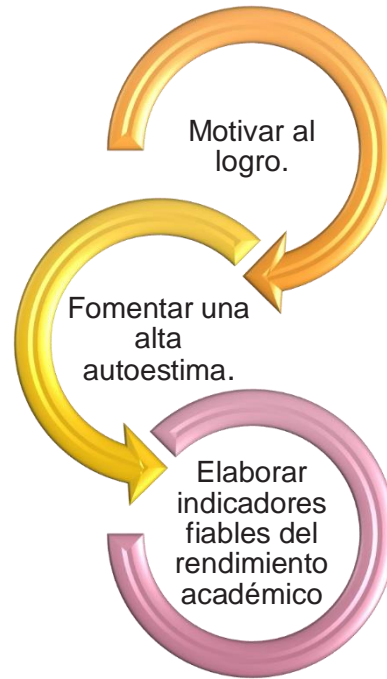 Motivar al
logro.
Fomentar una
alta
autoestima.
Elaborar
indicadores
fiables del
rendimiento
académico